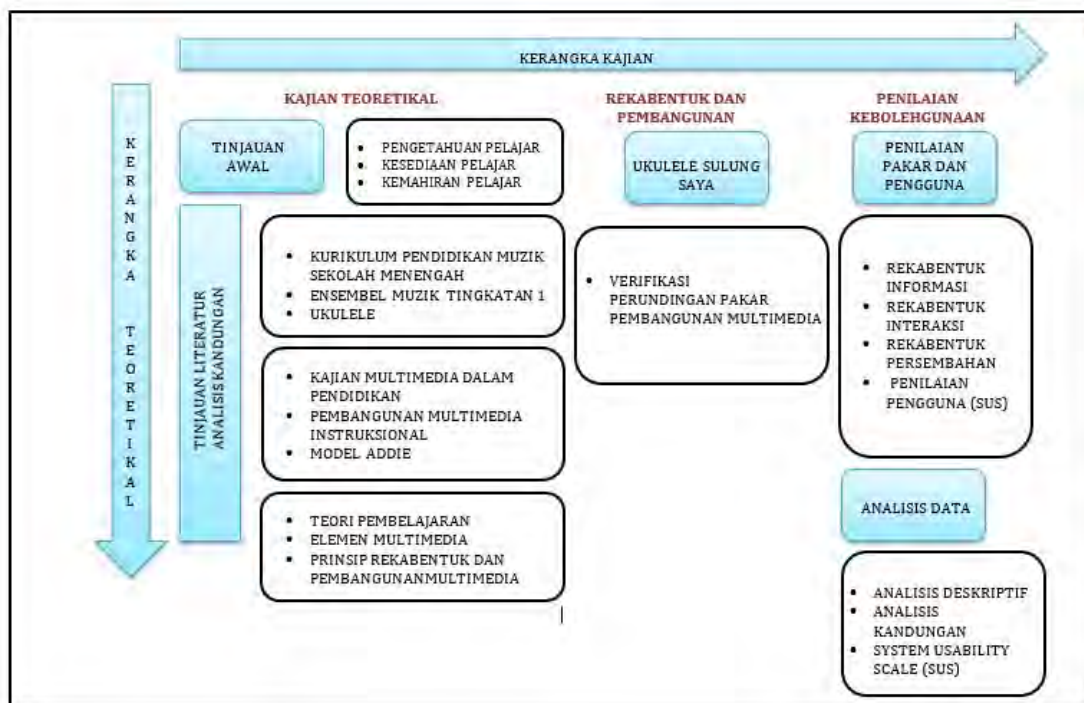 KERANGKA KAJIAN
KERANGKA TEORETIKAL
KAJIAN TEORETIKAL
TINJAUAN
AWAL
• PENGETAHUAN PELAJAR
• KESEDIAAN PELAJAR
• KEMAHIRAN PELAJAR
TINJAUAN LITERATUR
ANALISIS KANDUNGAN
• KURIKULUM PENDIDIKAN MUZIK
SEKOLAH MENENGAH
• ENSEMBEL MUZIK TINGKATAN 1
• UKULELE
• KAJIAN MULTIMEDIA DALAM
PENDIDIKAN
• PEMBANGUNAN MULTIMEDIA
INSTRUKSIONAL
• MODEL ADDIE
• TEORI PEMBELAJARAN
• ELEMEN MULTIMEDIA
• PRINSIP REKABENTUK DAN
PEMBANGUNANMULTIMEDIA
REKABENTUK DAN
PEMBANGUNAN
UKULELE SULUNG
SAYA
• VERIFIKASI
PERUNDINGAN PAKAR
PEMBANGUNAN MULTIMEDIA
PENILAIAN
KEBOLEHGUNAAN
PENILAIAN
PAKAR DAN
PENGGUNA
• REKABENTUK
INFORMASI
• REKABENTUK
INTERAKSI
• REKABENTUK
PERSEMBAHAN
• PENILAIAN
PENGGUNA (SUS)
ANALISIS DATA
• ANALISIS DESKRIPTIF
• ANALISIS
KANDUNGAN
• SYSTEM USABILITY
SCALE (SUS)